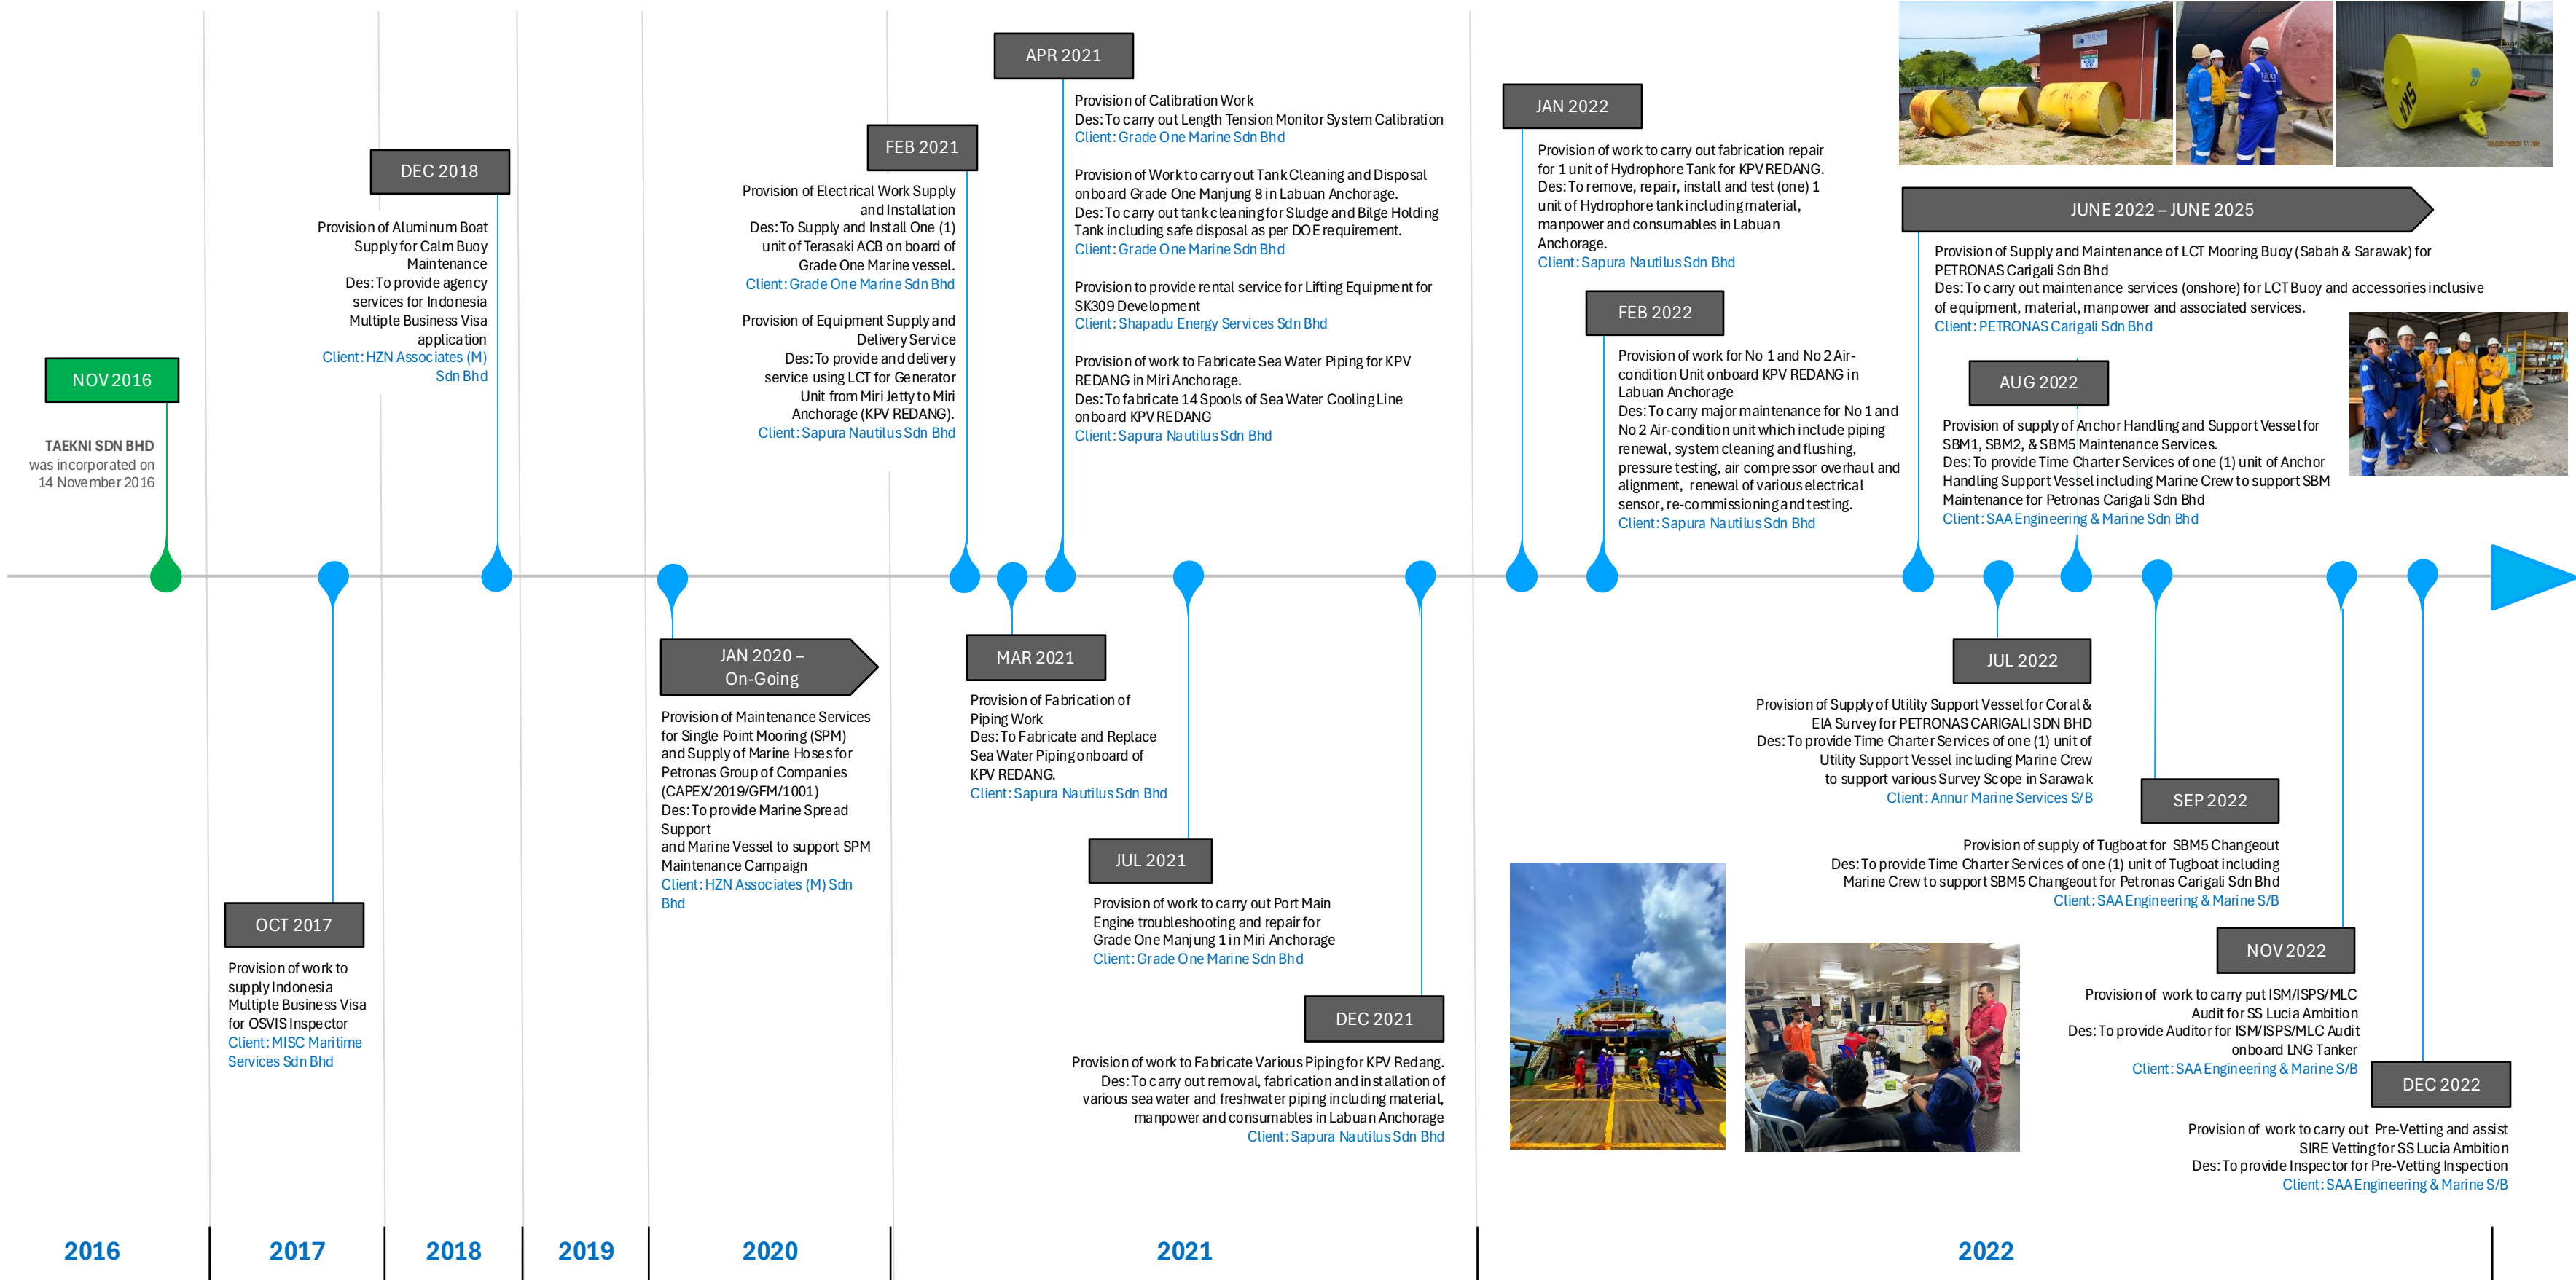 NOV 2016
TAEKNI SDN BHD
was incorporated on
14 November 2016
OCT 2017
Provision of work to
supply Indonesia
Multiple Business Visa
for OSVIS Inspector
Client: MISC Maritime
Services Sdn Bhd
DEC 2018
Provision of Aluminum Boat
Supply for Calm Buoy
Maintenance
Des: To provide agency
services for Indonesia
Multiple Business Visa
application
Client: HZN Associates (M)
Sdn Bhd
JAN 2020 –
On-Going
Provision of Maintenance Services
for Single Point Mooring (SPM)
and Supply of Marine Hoses for
Petronas Group of Companies
(CAPEX/2019/GFM/1001)
Des: To provide Marine Spread
Support
and Marine Vessel to support SPM
Maintenance Campaign
Client: HZN Associates (M) Sdn
Bhd
FEB 2021
Provision of Electrical Work Supply
and Installation
Des: To Supply and Install One (1)
unit of Terasaki ACB on board of
Grade One Marine vessel.
Client: Grade One Marine Sdn Bhd
Provision of Equipment Supply and
Delivery Service
Des: To provide and delivery
service using LCT for Generator
Unit from Miri Jetty to Miri
Anchorage (KPV REDANG).
Client: Sapura Nautilus Sdn Bhd
MAR 2021
Provision of Fabrication of
Piping Work
Des: To Fabricate and Replace
Sea Water Piping onboard of
KPV REDANG.
Client: Sapura Nautilus Sdn Bhd
APR 2021
Provision of Calibration Work
Des: To carry out Length Tension Monitor System Calibration
Client: Grade One Marine Sdn Bhd
Provision of Work to carry out Tank Cleaning and Disposal
onboard Grade One Manjung 8 in Labuan Anchorage.
Des: To carry out tank cleaning for Sludge and Bilge Holding
Tank including safe disposal as per DOE requirement.
Client: Grade One Marine Sdn Bhd
Provision to provide rental service for Lifting Equipment for
SK309 Development
Client: Shapadu Energy Services Sdn Bhd
Provision of work to Fabricate Sea Water Piping for KPV
REDANG in Miri Anchorage.
Des: To fabricate 14 Spools of Sea Water Cooling Line
onboard KPV REDANG
Client: Sapura Nautilus Sdn Bhd
JUL 2021
Provision of work to carry out Port Main
Engine troubleshooting and repair for
Grade One Manjung 1 in Miri Anchorage
Client: Grade One Marine Sdn Bhd
DEC 2021
Provision of work to Fabricate Various Piping for KPV Redang.
Des: To carry out removal, fabrication and installation of
various sea water and freshwater piping including material,
manpower and consumables in Labuan Anchorage
Client: Sapura Nautilus Sdn Bhd
JAN 2022
Provision of work to carry out fabrication repair
for 1 unit of Hydrophore Tank for KPV REDANG.
Des: To remove, repair, install and test (one) 1
unit of Hydrophore tank including material,
manpower and consumables in Labuan
Anchorage.
Client: Sapura Nautilus Sdn Bhd
FEB 2022
Provision of work for No 1 and No 2 Air-
condition Unit onboard KPV REDANG in
Labuan Anchorage
Des: To carry major maintenance for No 1 and
No 2 Air-condition unit which include piping
renewal, system cleaning and flushing,
pressure testing, air compressor overhaul and
alignment, renewal of various electrical
sensor, re-commissioning and testing.
Client: Sapura Nautilus Sdn Bhd
SKA
JUNE 2022 – JUNE 2025
Provision of Supply and Maintenance of LCT Mooring Buoy (Sabah & Sarawak) for
PETRONAS Carigali Sdn Bhd
Des: To carry out maintenance services (onshore) for LCT Buoy and accessories inclusive
of equipment, material, manpower and associated services.
Client: PETRONAS Carigali Sdn Bhd
JUL 2022
Provision of Supply of Utility Support Vessel for Coral &
EIA Survey for PETRONAS CARIGALI SDN BHD
Des: To provide Time Charter Services of one (1) unit of
Utility Support Vessel including Marine Crew
to support various Survey Scope in Sarawak
Client: Annur Marine Services S/B
AUG 2022
Provision of supply of Anchor Handling and Support Vessel for
SBM1, SBM2, & SBM5 Maintenance Services.
Des: To provide Time Charter Services of one (1) unit of Anchor
Handling Support Vessel including Marine Crew to support SBM
Maintenance for Petronas Carigali Sdn Bhd
Client: SAA Engineering & Marine Sdn Bhd
SEP 2022
Provision of supply of Tugboat for SBM5 Changeout
Des: To provide Time Charter Services of one (1) unit of Tugboat including
Marine Crew to support SBM5 Changeout for Petronas Carigali Sdn Bhd
Client: SAA Engineering & Marine S/B
NOV 2022
Provision of work to carry put ISM/ISPS/MLC
Audit for SS Lucia Ambition
Des: To provide Auditor for ISM/ISPS/MLC Audit
onboard LNG Tanker
Client: SAA Engineering & Marine S/B
DEC 2022
Provision of work to carry out Pre-Vetting and assist
SIRE Vetting for SS Lucia Ambition
Des: To provide Inspector for Pre-Vetting Inspection
Client: SAA Engineering & Marine S/B
2016
2017
2018
2019
2020
2021
2022